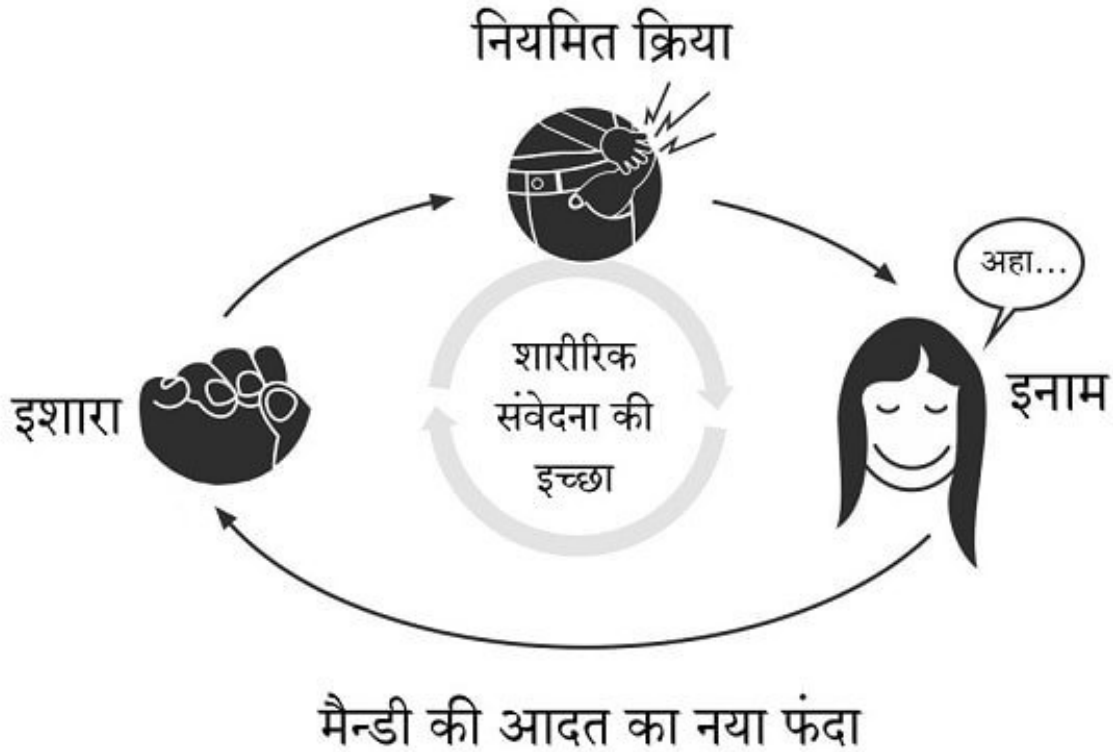 नियमित क्रिया
अहा...
इशारा
शारीरिक
संवेदना की
इच्छा
इनाम
मैन्डी की आदत का नया फंदा